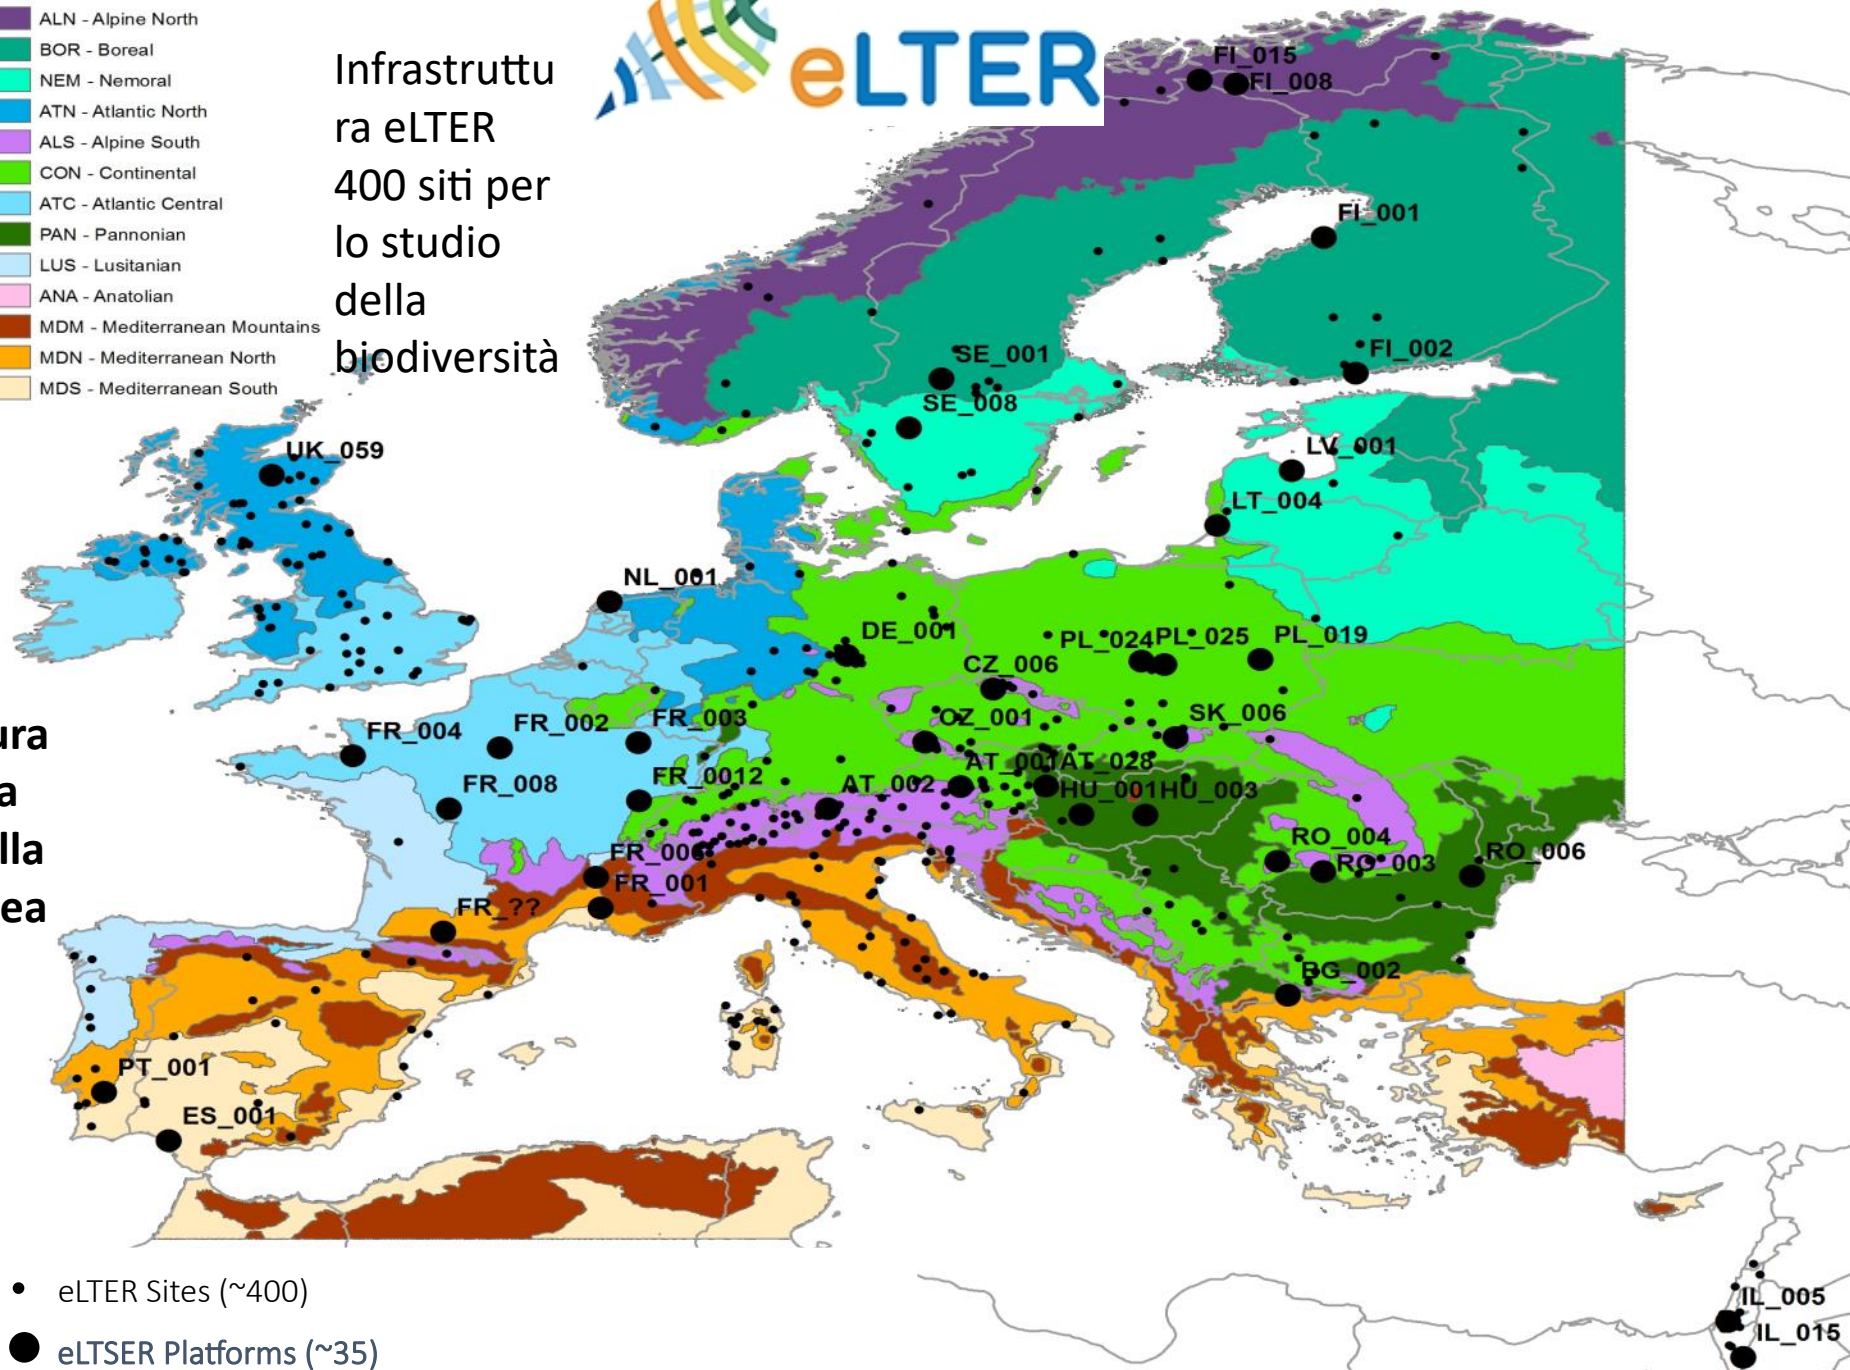 ALN - Alpine North
BOR - Boreal
NEM - Nemoral
ATN - Atlantic North
ALS - Alpine South
CON - Continental
ATC - Atlantic Central
PAN - Pannonian
LUS - Lusitanian
ANA - Anatolian
MDM - Mediterranean Mountains
MDN - Mediterranean North
MDS - Mediterranean South
Infrastruttu
ra eLTER
400 siti per
lo studio
della
biodiversità
eLTER
FI_015
FI_008
FI_001
SE_001
FI_002
SE_008
UK_059
LV_001
LT_004
NL_001
DE_001
PL_024
PL_025
PL_019
CZ_006
FR_004
FR_002
FR_003
OZ_001
SK_006
FR_008
FR_0012
AT_002
AT_001
AT_028
HU_001
HU_003
FR_006
RO_004
RO_003
RO_006
FR_001
FR_??
BG_002
PT_001
ES_001
IL_005
IL_015
ura
a
lla
ea
• eLTER Sites (~400)
● eLTSER Platforms (~35)